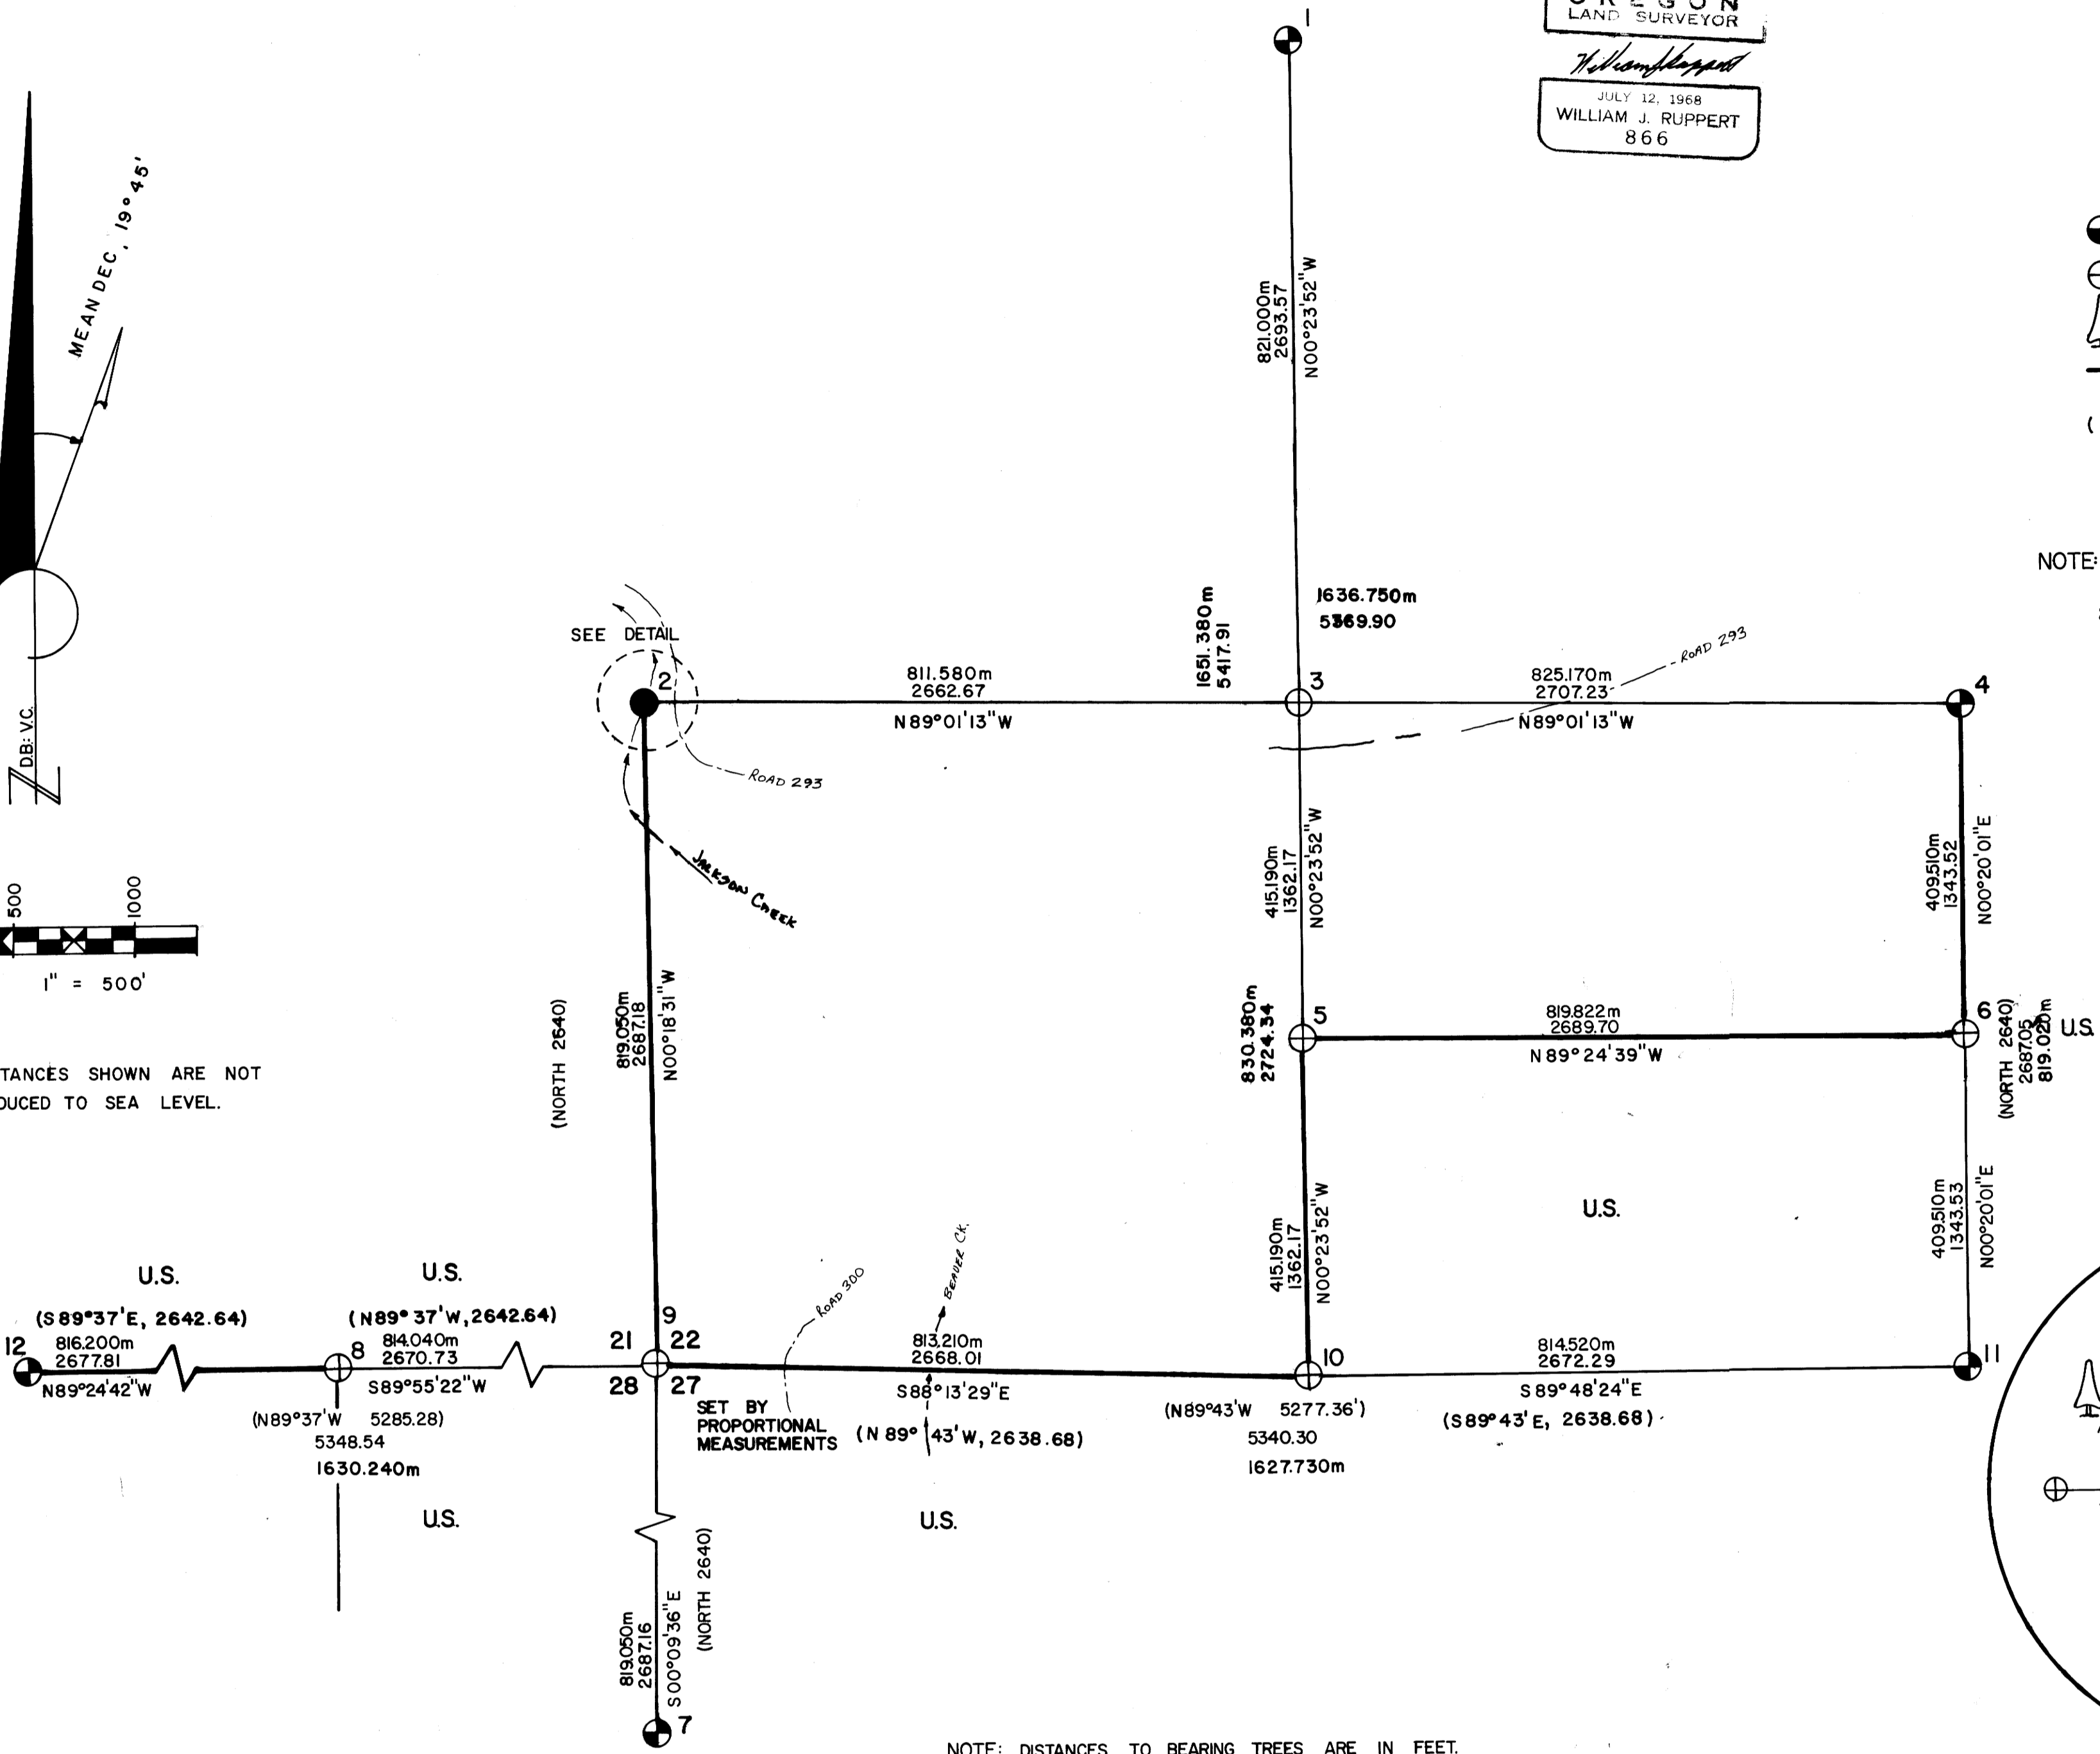 OREGON
LAND SURVEYOR
JULY 12, 1968
WILLIAM J. RUPPERT
866
1
MEAN DEC, 19°45'
821.000m
2693.57
N00°23'52"W
NOTE:
SEE DETAIL
1651.380m
5417.91
1636.750m
5369.90
ROAD 293
2
811.580m
2662.67
N89°01'13"W
3
825.170m
2707.23
N89°01'13"W
4
D.B: V.C.
N
ROAD 293
JACKSON CREEK
415.190m
1362.17
N00°23'52"W
409.510m
1343.52
N00°20'01"E
500
1000
1" = 500'
(NORTH 2640)
819.050m
2687.18
N00°18'31"W
830.380m
2724.34
5
819.822m
2689.70
N89°24'39"W
6
(NORTH 2640)
2687.05
819.020m
U.S.
TANCES SHOWN ARE NOT
DUCED TO SEA LEVEL.
415.190m
1362.17
N00°23'52"W
U.S.
409.510m
1343.53
N00°20'01"E
U.S.
U.S.
ROAD 300
BEAVER CK.
(S89°37'E, 2642.64)
(N89°37'W, 2642.64)
12
816.200m
2677.81
N89°24'42"W
8
814.040m
2670.73
S89°55'22"W
9
21 22
28 27
813.210m
2668.01
S88°13'29"E
10
814.520m
2672.29
S89°48'24"E
11
(N89°37'W 5285.28)
5348.54
1630.240m
SET BY
PROPORTIONAL
MEASUREMENTS
(N 89°43'W, 2638.68)
(N89°43'W 5277.36')
5340.30
1627.730m
(S89°43'E, 2638.68)
U.S.
U.S.
819.050m
2687.16
S00°09'36"E
(NORTH 2640)
7
NOTE: DISTANCES TO BEARING TREES ARE IN FEET.